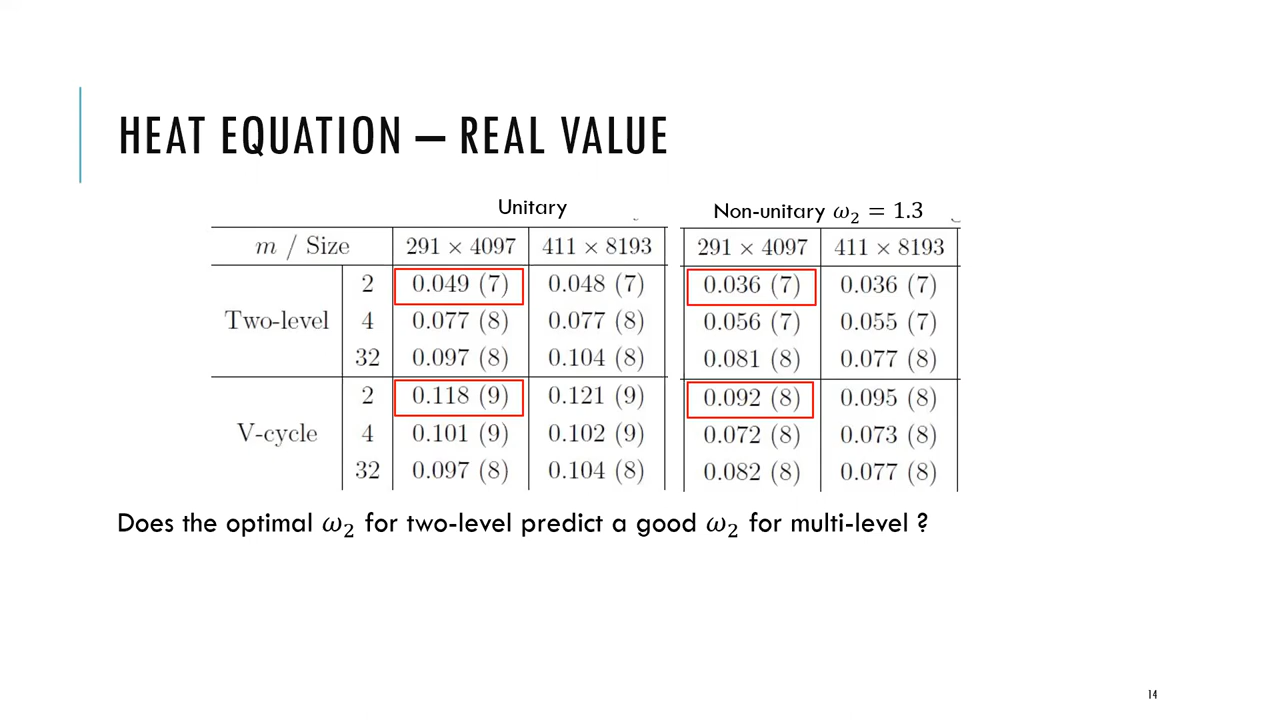 HEAT EQUATION – REAL VALUE
Unitary
Non-unitary ω₂ = 1.3
m / Size 291 × 4097 411 × 8193 291 × 4097 411 × 8193
2 0.049 (7) 0.048 (7) 0.036 (7) 0.036 (7)
Two-level 4 0.077 (8) 0.077 (8) 0.056 (7) 0.055 (7)
32 0.097 (8) 0.104 (8) 0.081 (8) 0.077 (8)
2 0.118 (9) 0.121 (9) 0.092 (8) 0.095 (8)
V-cycle 4 0.101 (9) 0.102 (9) 0.072 (8) 0.073 (8)
32 0.097 (8) 0.104 (8) 0.082 (8) 0.077 (8)
Does the optimal ω₂ for two-level predict a good ω₂ for multi-level ?
14